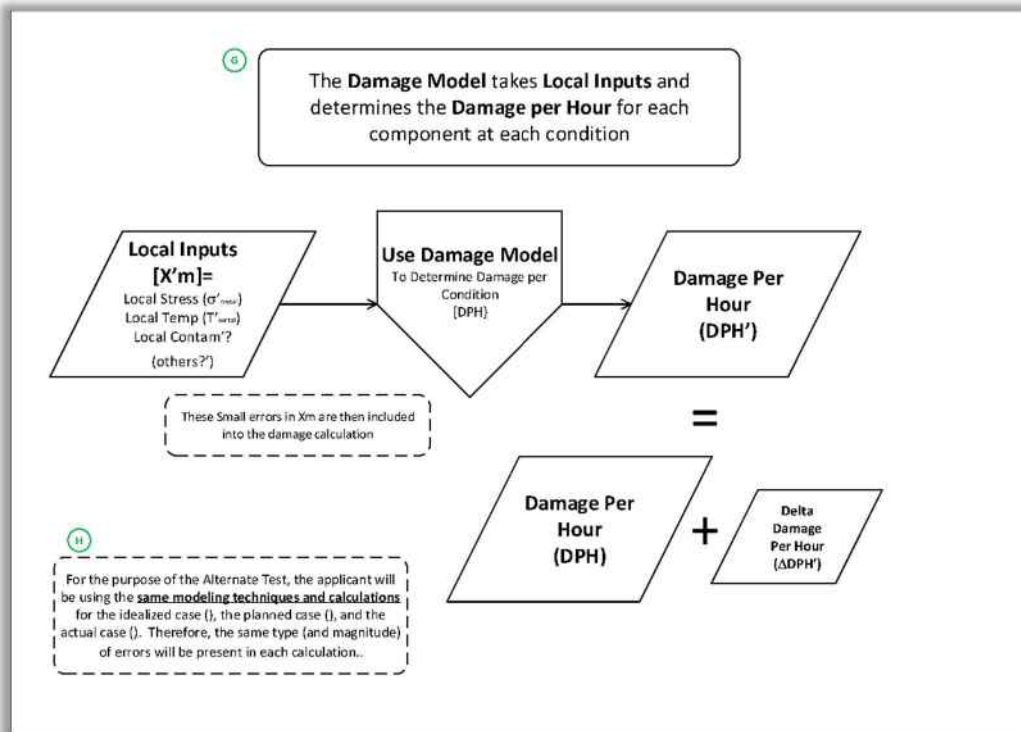 G
The Damage Model takes Local Inputs and
determines the Damage per Hour for each
component at each condition
Local Inputs
[X'm]=
Local Stress (σ'metal)
Local Temp (T'metal)
Local Contam'?
(others?')
Use Damage Model
To Determine Damage per
Condition
[DPH}
Damage Per
Hour
(DPH')
These Small errors in Xm are then included
into the damage calculation
=
Damage Per
Hour
(DPH)
+
Delta
Damage
Per Hour
(ΔDPH')
H
For the purpose of the Alternate Test, the applicant will
be using the same modeling techniques and calculations
for the idealized case (), the planned case (), and the
actual case (). Therefore, the same type (and magnitude)
of errors will be present in each calculation..